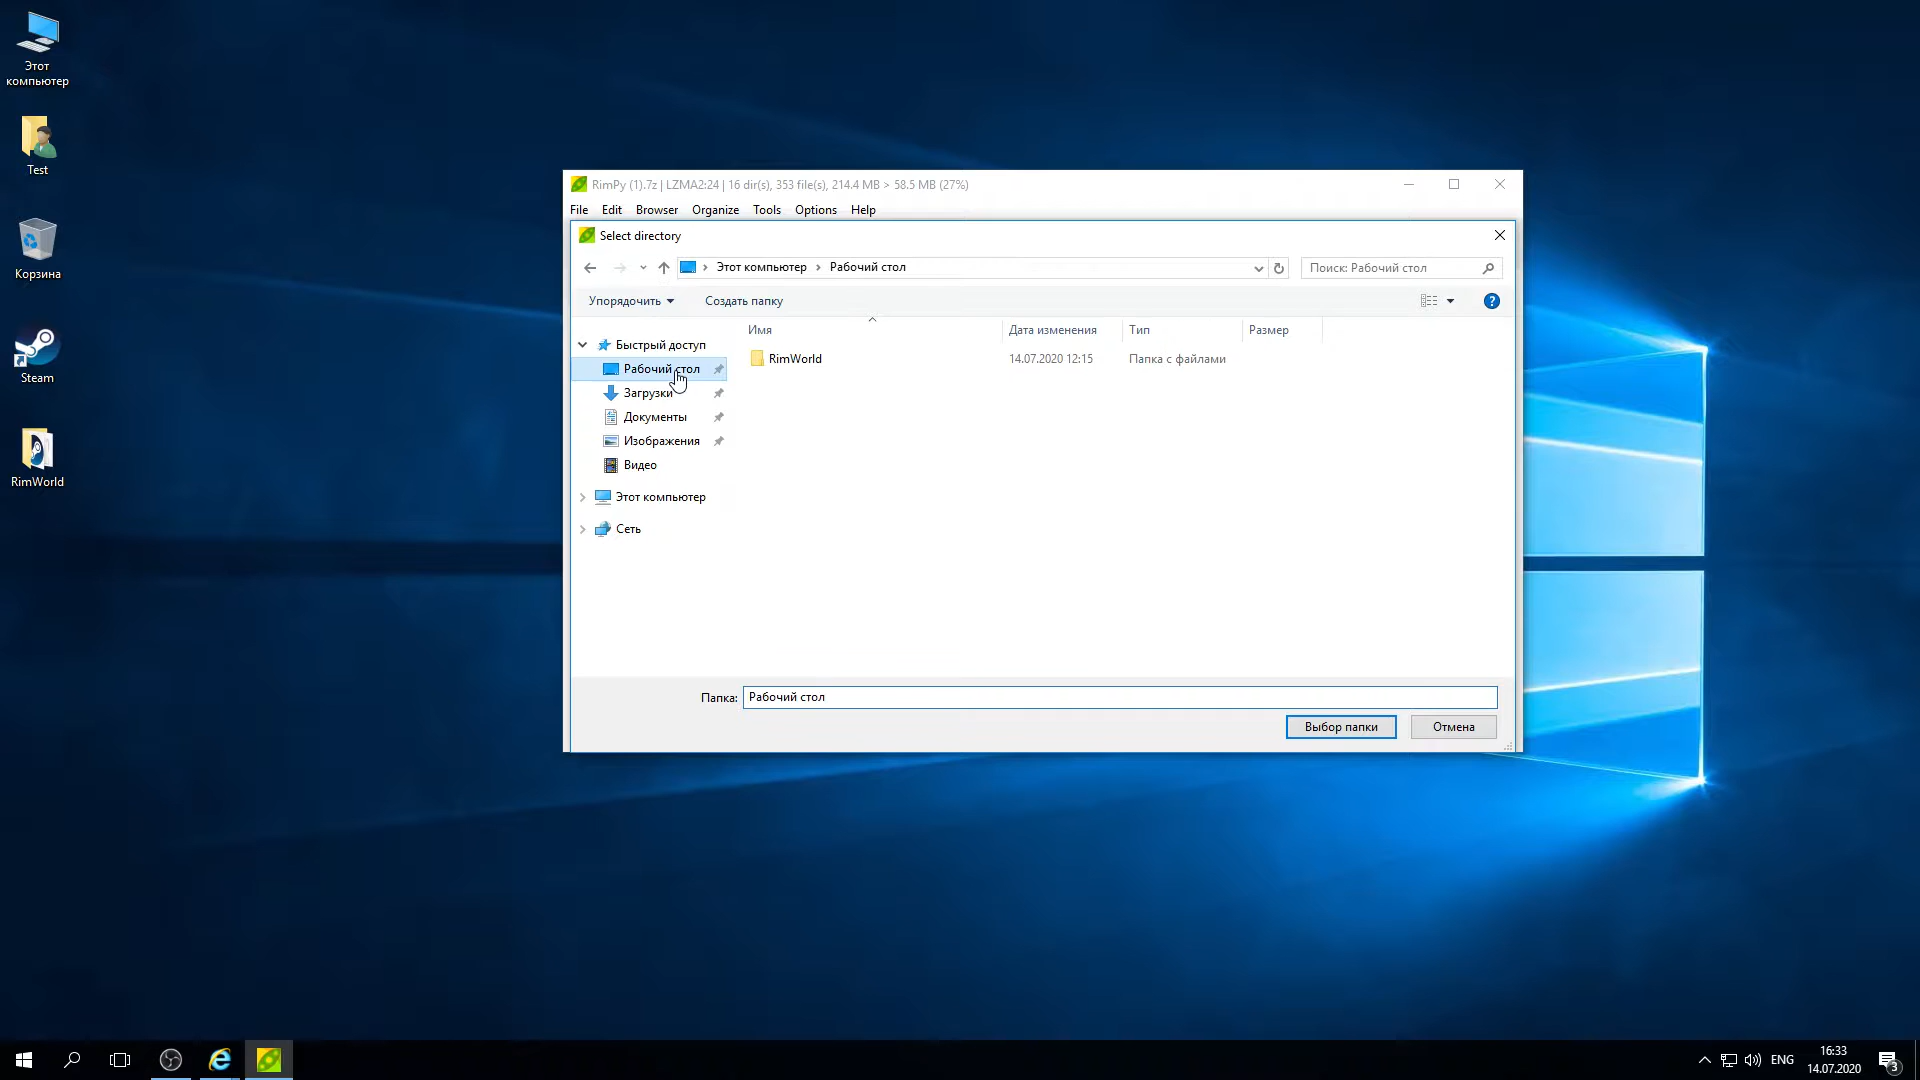 Этот
компьютер
Test
Корзина
Steam
RimWorld
RimPy (1).7z | LZMA2:24 | 16 dir(s), 353 file(s), 214.4 MB > 58.5 MB (27%)
File Edit Browser Organize Tools Options Help
Select directory
Этот компьютер › Рабочий стол
Поиск: Рабочий стол
Упорядочить Создать папку
Имя Дата изменения Тип Размер
RimWorld 14.07.2020 12:15 Папка с файлами
Быстрый доступ
Рабочий стол
Загрузки
Документы
Изображения
Видео
Этот компьютер
Сеть
Папка: Рабочий стол
Выбор папки Отмена
ENG
16:33
14.07.2020
3